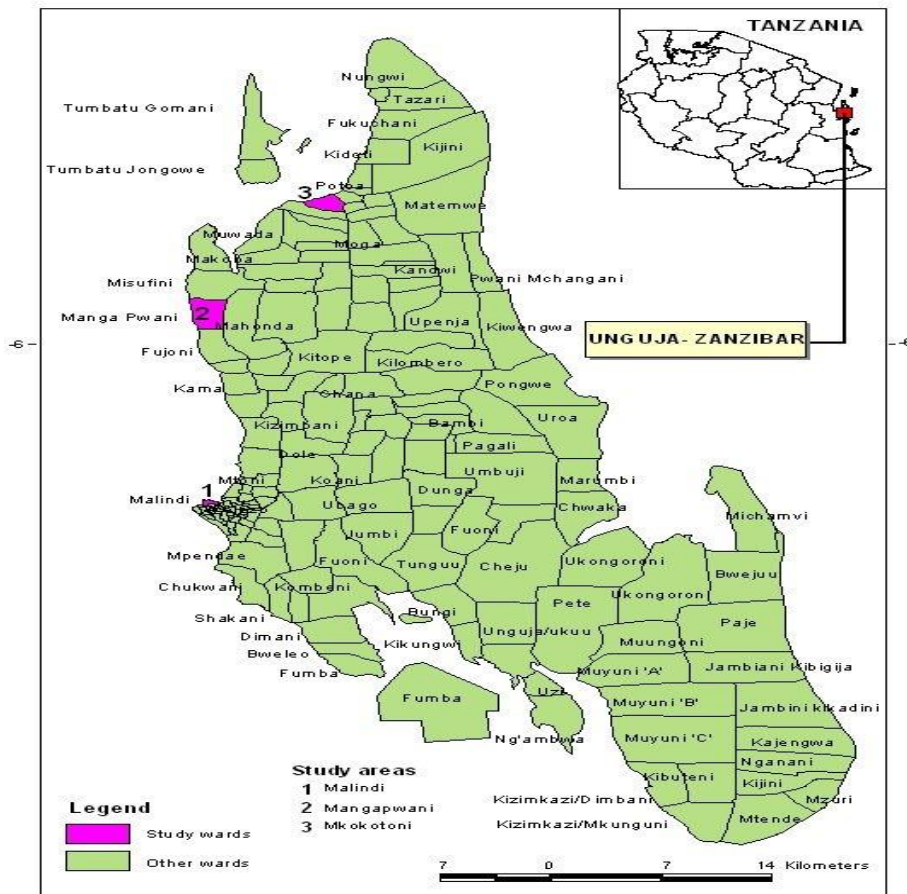 TANZANIA
UNGUJA- ZANZIBAR
-6
-6
Nungwi
Tazari
Tumbatu Gomani
Fukuchani
Kideti
Kijini
Tumbatu Jongowe
3
Potoa
Matemwe
Muwada
Moga
Makoba
Kandwi
Pwani Mchangani
Misufini
Manga Pwani
2
Mahonda
Upenja
Kiwengwa
Fujoni
Kitope
Kilombero
Kama
Pongwe
Ghana
Uroa
Kizimbani
Bambi
Pagali
Dole
Umbuji
Mtoni
Koani
Marumbi
1
Malindi
Ubago
Dunga
Chwaka
Michamvi
Jumbi
Fuoni
Mpendae
Fuoni
Tunguu
Cheju
Ukongoroni
Bwejuu
Chukwani
Kombeni
Pete
Ukongoron
Shakani
Bungi
Paje
Dimani
Kikungwi
Unguja/ukuu
Muungoni
Bweleo
Fumba
Muyuni 'A'
Jambiani Kibigija
Fumba
Uzi
Muyuni 'B'
Jambini kikadini
Ng'ambwa
Muyuni 'C'
Kajengwa
Nganani
Kibuteni
Kijini
Kizimkazi/Dimbani
Mzuri
Kizimkazi/Mkunguni
Mtende
Study areas
1 Malindi
2 Mangapwani
3 Mkokotoni
Legend
Study wards
Other wards
7 0 7 14 Kilometers